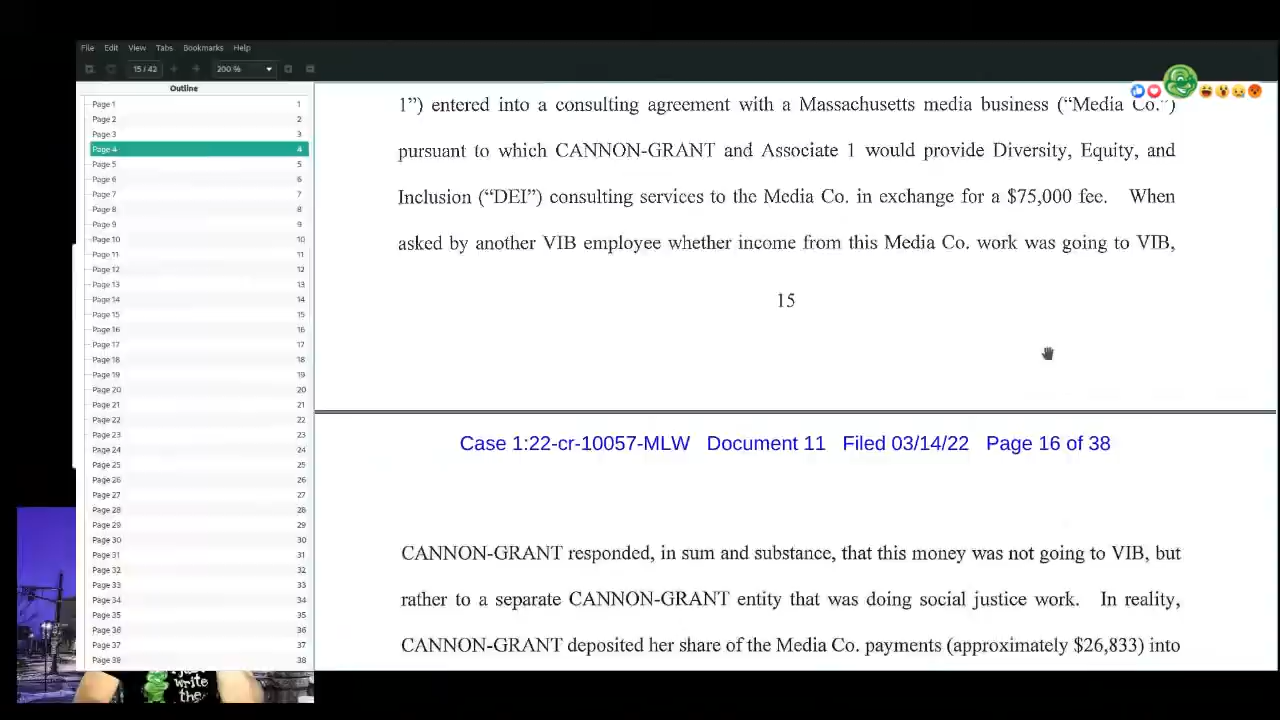 File Edit View Tabs Bookmarks Help
15 / 42 200 %
Outline
Page 1 1
Page 2 2
Page 3 3
Page 4 4
Page 5 5
Page 6 6
Page 7 7
Page 8 8
Page 9 9
Page 10 10
Page 11 11
Page 12 12
Page 13 13
Page 14 14
Page 15 15
Page 16 16
Page 17 17
Page 18 18
Page 19 19
Page 20 20
Page 21 21
Page 22 22
Page 23 23
Page 24 24
Page 25 25
Page 26 26
Page 27 27
Page 28 28
Page 29 29
Page 30 30
Page 31 31
Page 32 32
Page 33 33
Page 34 34
Page 35 35
Page 36 36
Page 37 37
Page 38 38
1”) entered into a consulting agreement with a Massachusetts media business (“Media Co.”)
pursuant to which CANNON-GRANT and Associate 1 would provide Diversity, Equity, and
Inclusion (“DEI”) consulting services to the Media Co. in exchange for a $75,000 fee. When
asked by another VIB employee whether income from this Media Co. work was going to VIB,
15
Case 1:22-cr-10057-MLW Document 11 Filed 03/14/22 Page 16 of 38
CANNON-GRANT responded, in sum and substance, that this money was not going to VIB, but
rather to a separate CANNON-GRANT entity that was doing social justice work. In reality,
CANNON-GRANT deposited her share of the Media Co. payments (approximately $26,833) into
write
the